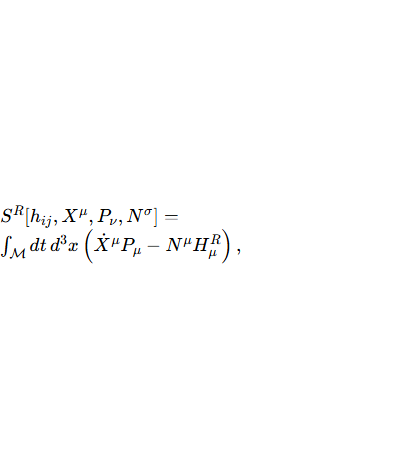 S^R[h_{ij}, X^μ, P_ν, N^σ] =
∫_ℳ dt d^3x (Ẋ^μ P_μ − N^μ H^R_μ) ,